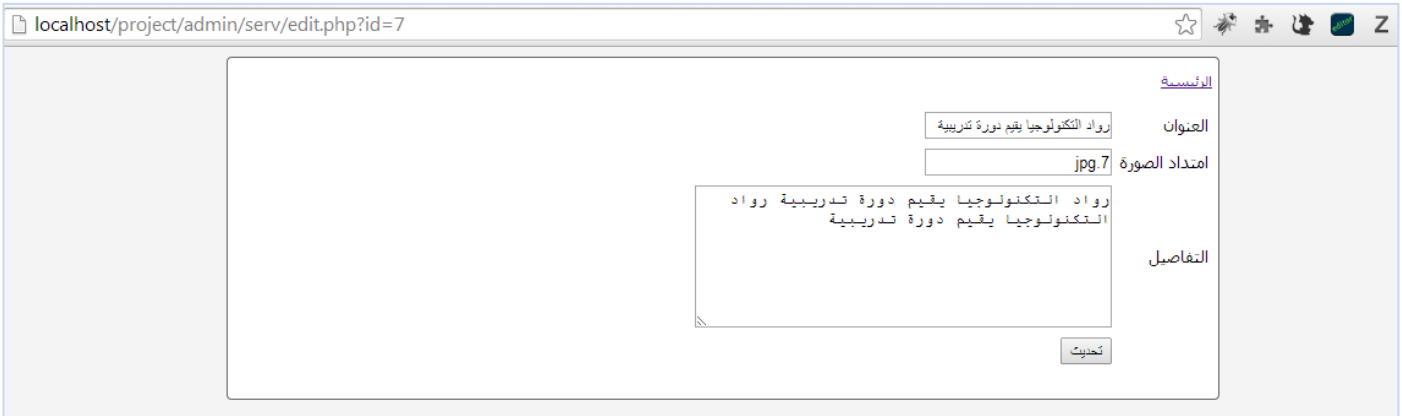 localhost/project/admin/serv/edit.php?id=7
editor
Z
الرئيسية
العنوان رواد التكنولوجيا يقيم دورة تدريبية
امتداد الصورة jpg.7
رواد التكنولوجيا يقيم دورة تدريبية رواد
التكنولوجيا يقيم دورة تدريبية
التفاصيل
تحديث